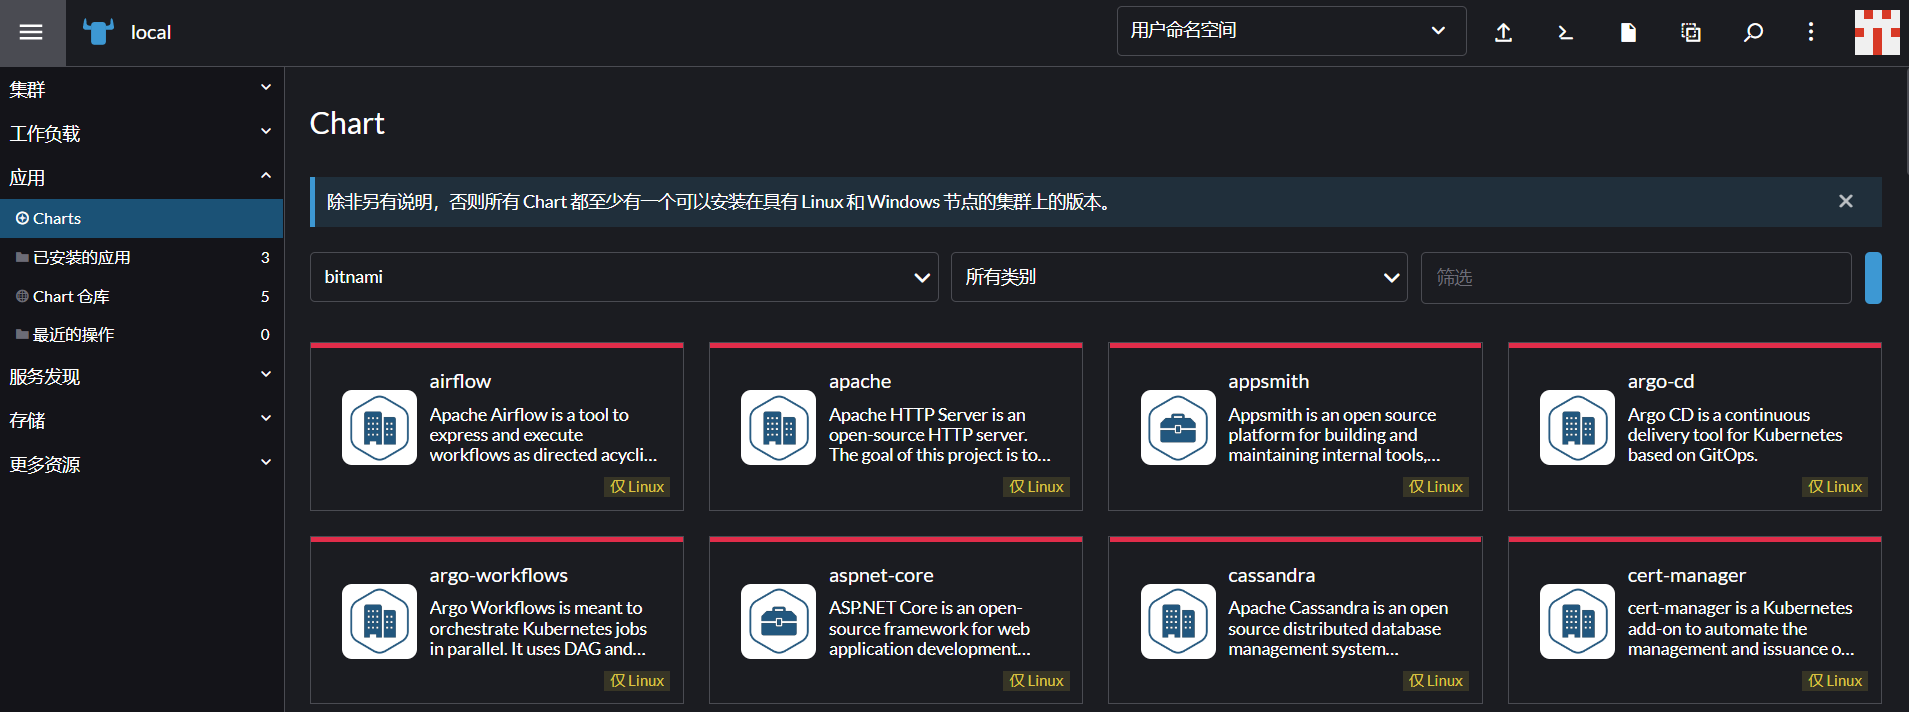 local
用户命名空间
集群
工作负载
应用
Charts
已安装的应用 3
Chart 仓库 5
最近的操作 0
服务发现
存储
更多资源
Chart
除非另有说明，否则所有 Chart 都至少有一个可以安装在具有 Linux 和 Windows 节点的集群上的版本。
bitnami
所有类别
筛选
airflow
Apache Airflow is a tool to
express and execute
workflows as directed acycli...
仅 Linux
apache
Apache HTTP Server is an
open-source HTTP server.
The goal of this project is to...
仅 Linux
appsmith
Appsmith is an open source
platform for building and
maintaining internal tools,...
仅 Linux
argo-cd
Argo CD is a continuous
delivery tool for Kubernetes
based on GitOps.
仅 Linux
argo-workflows
Argo Workflows is meant to
orchestrate Kubernetes jobs
in parallel. It uses DAG and...
仅 Linux
aspnet-core
ASP.NET Core is an open-
source framework for web
application development...
仅 Linux
cassandra
Apache Cassandra is an open
source distributed database
management system...
仅 Linux
cert-manager
cert-manager is a Kubernetes
add-on to automate the
management and issuance o...
仅 Linux